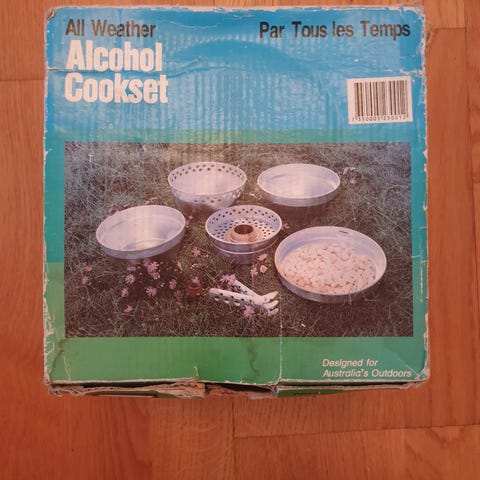 All Weather
Par Tous les Temps
Alcohol
Cookset
Designed for
Australia's Outdoors